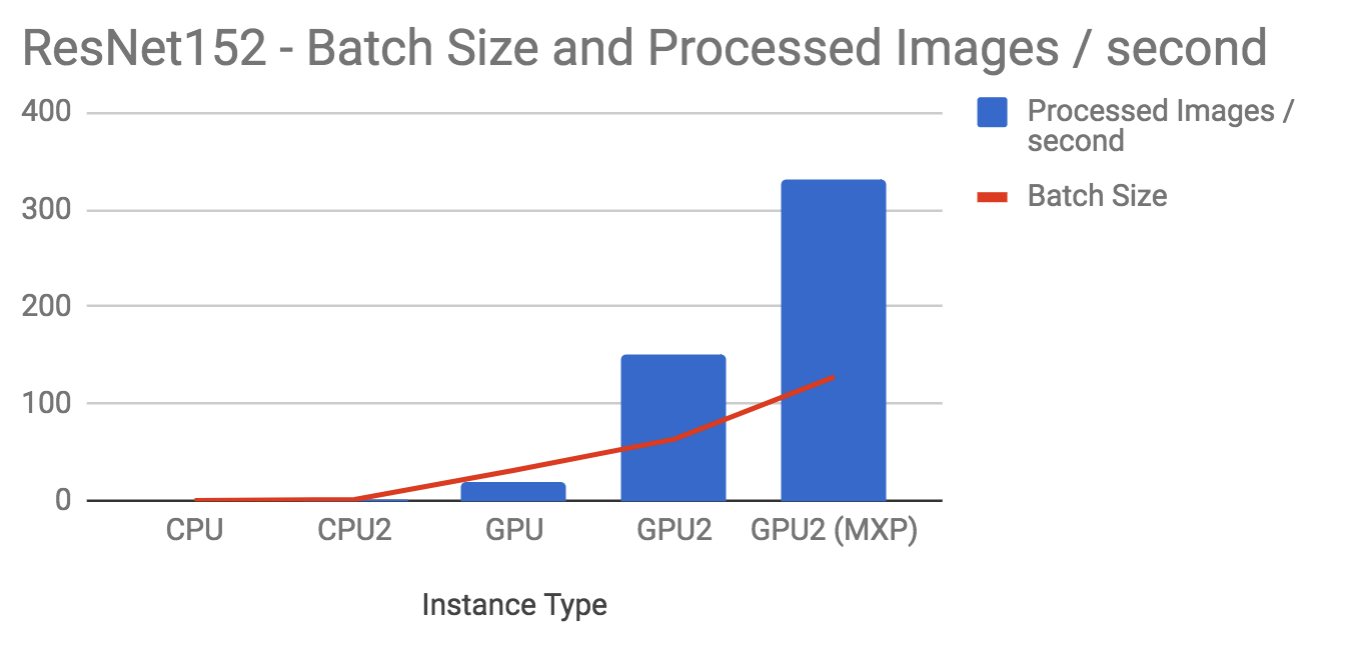 ResNet152 - Batch Size and Processed Images / second
400
300
200
100
0
CPU
CPU2
GPU
GPU2
GPU2 (MXP)
Instance Type
Processed Images /
second
Batch Size